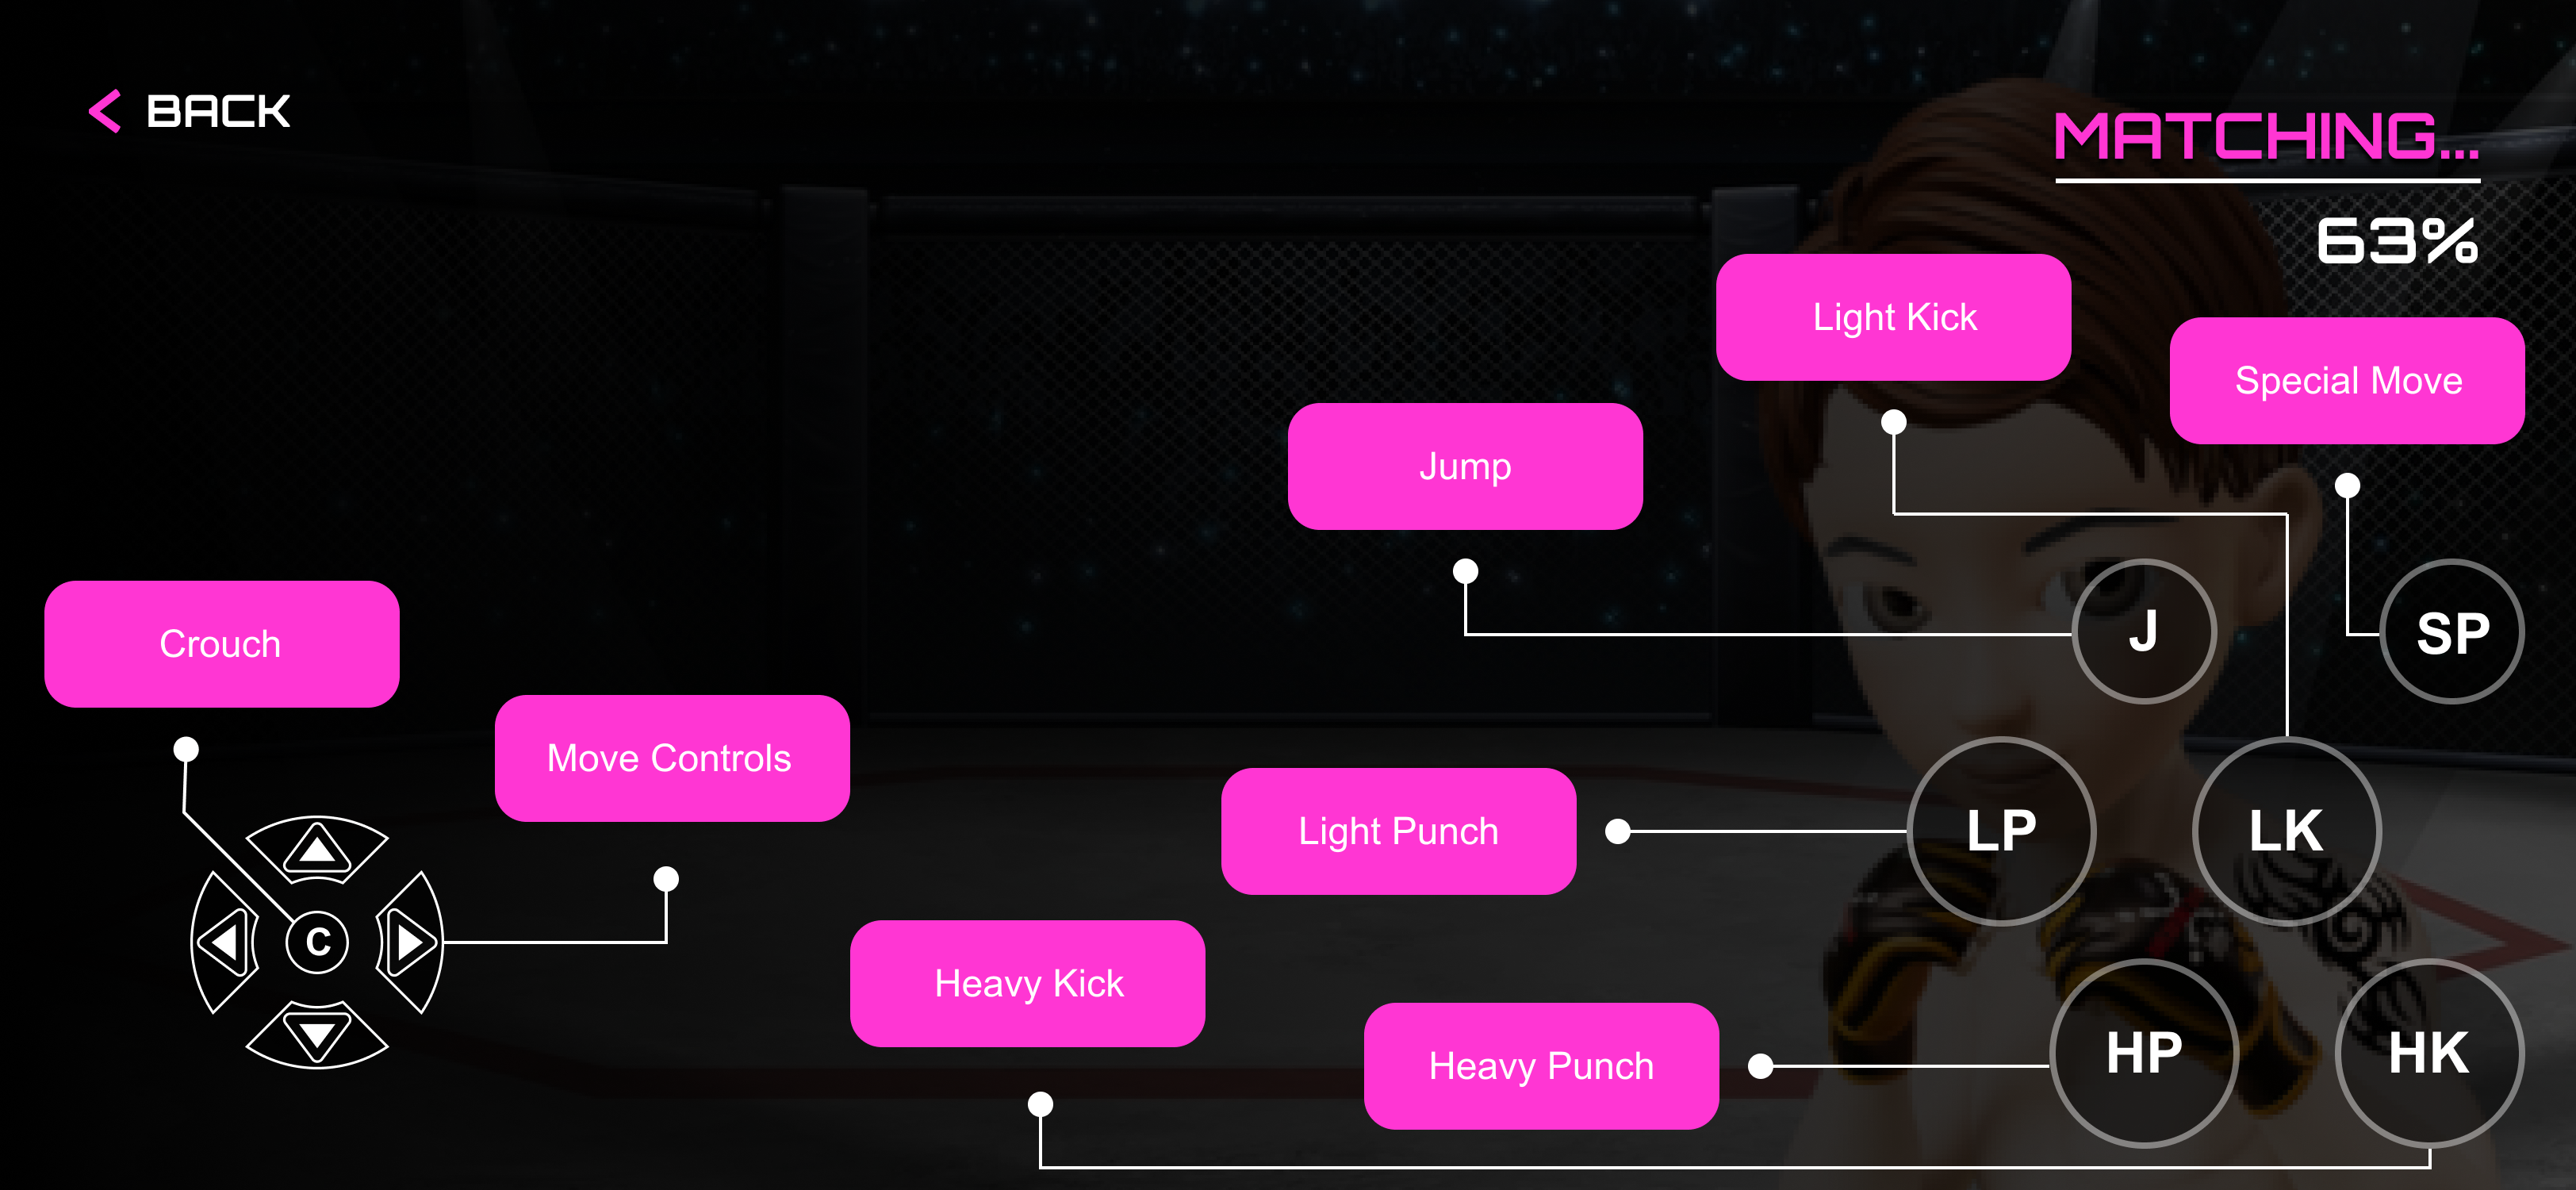 BACK
MATCHING...
63%
Light Kick
Special Move
Jump
Crouch
J
SP
Move Controls
Light Punch
LP
LK
C
Heavy Kick
Heavy Punch
HP
HK